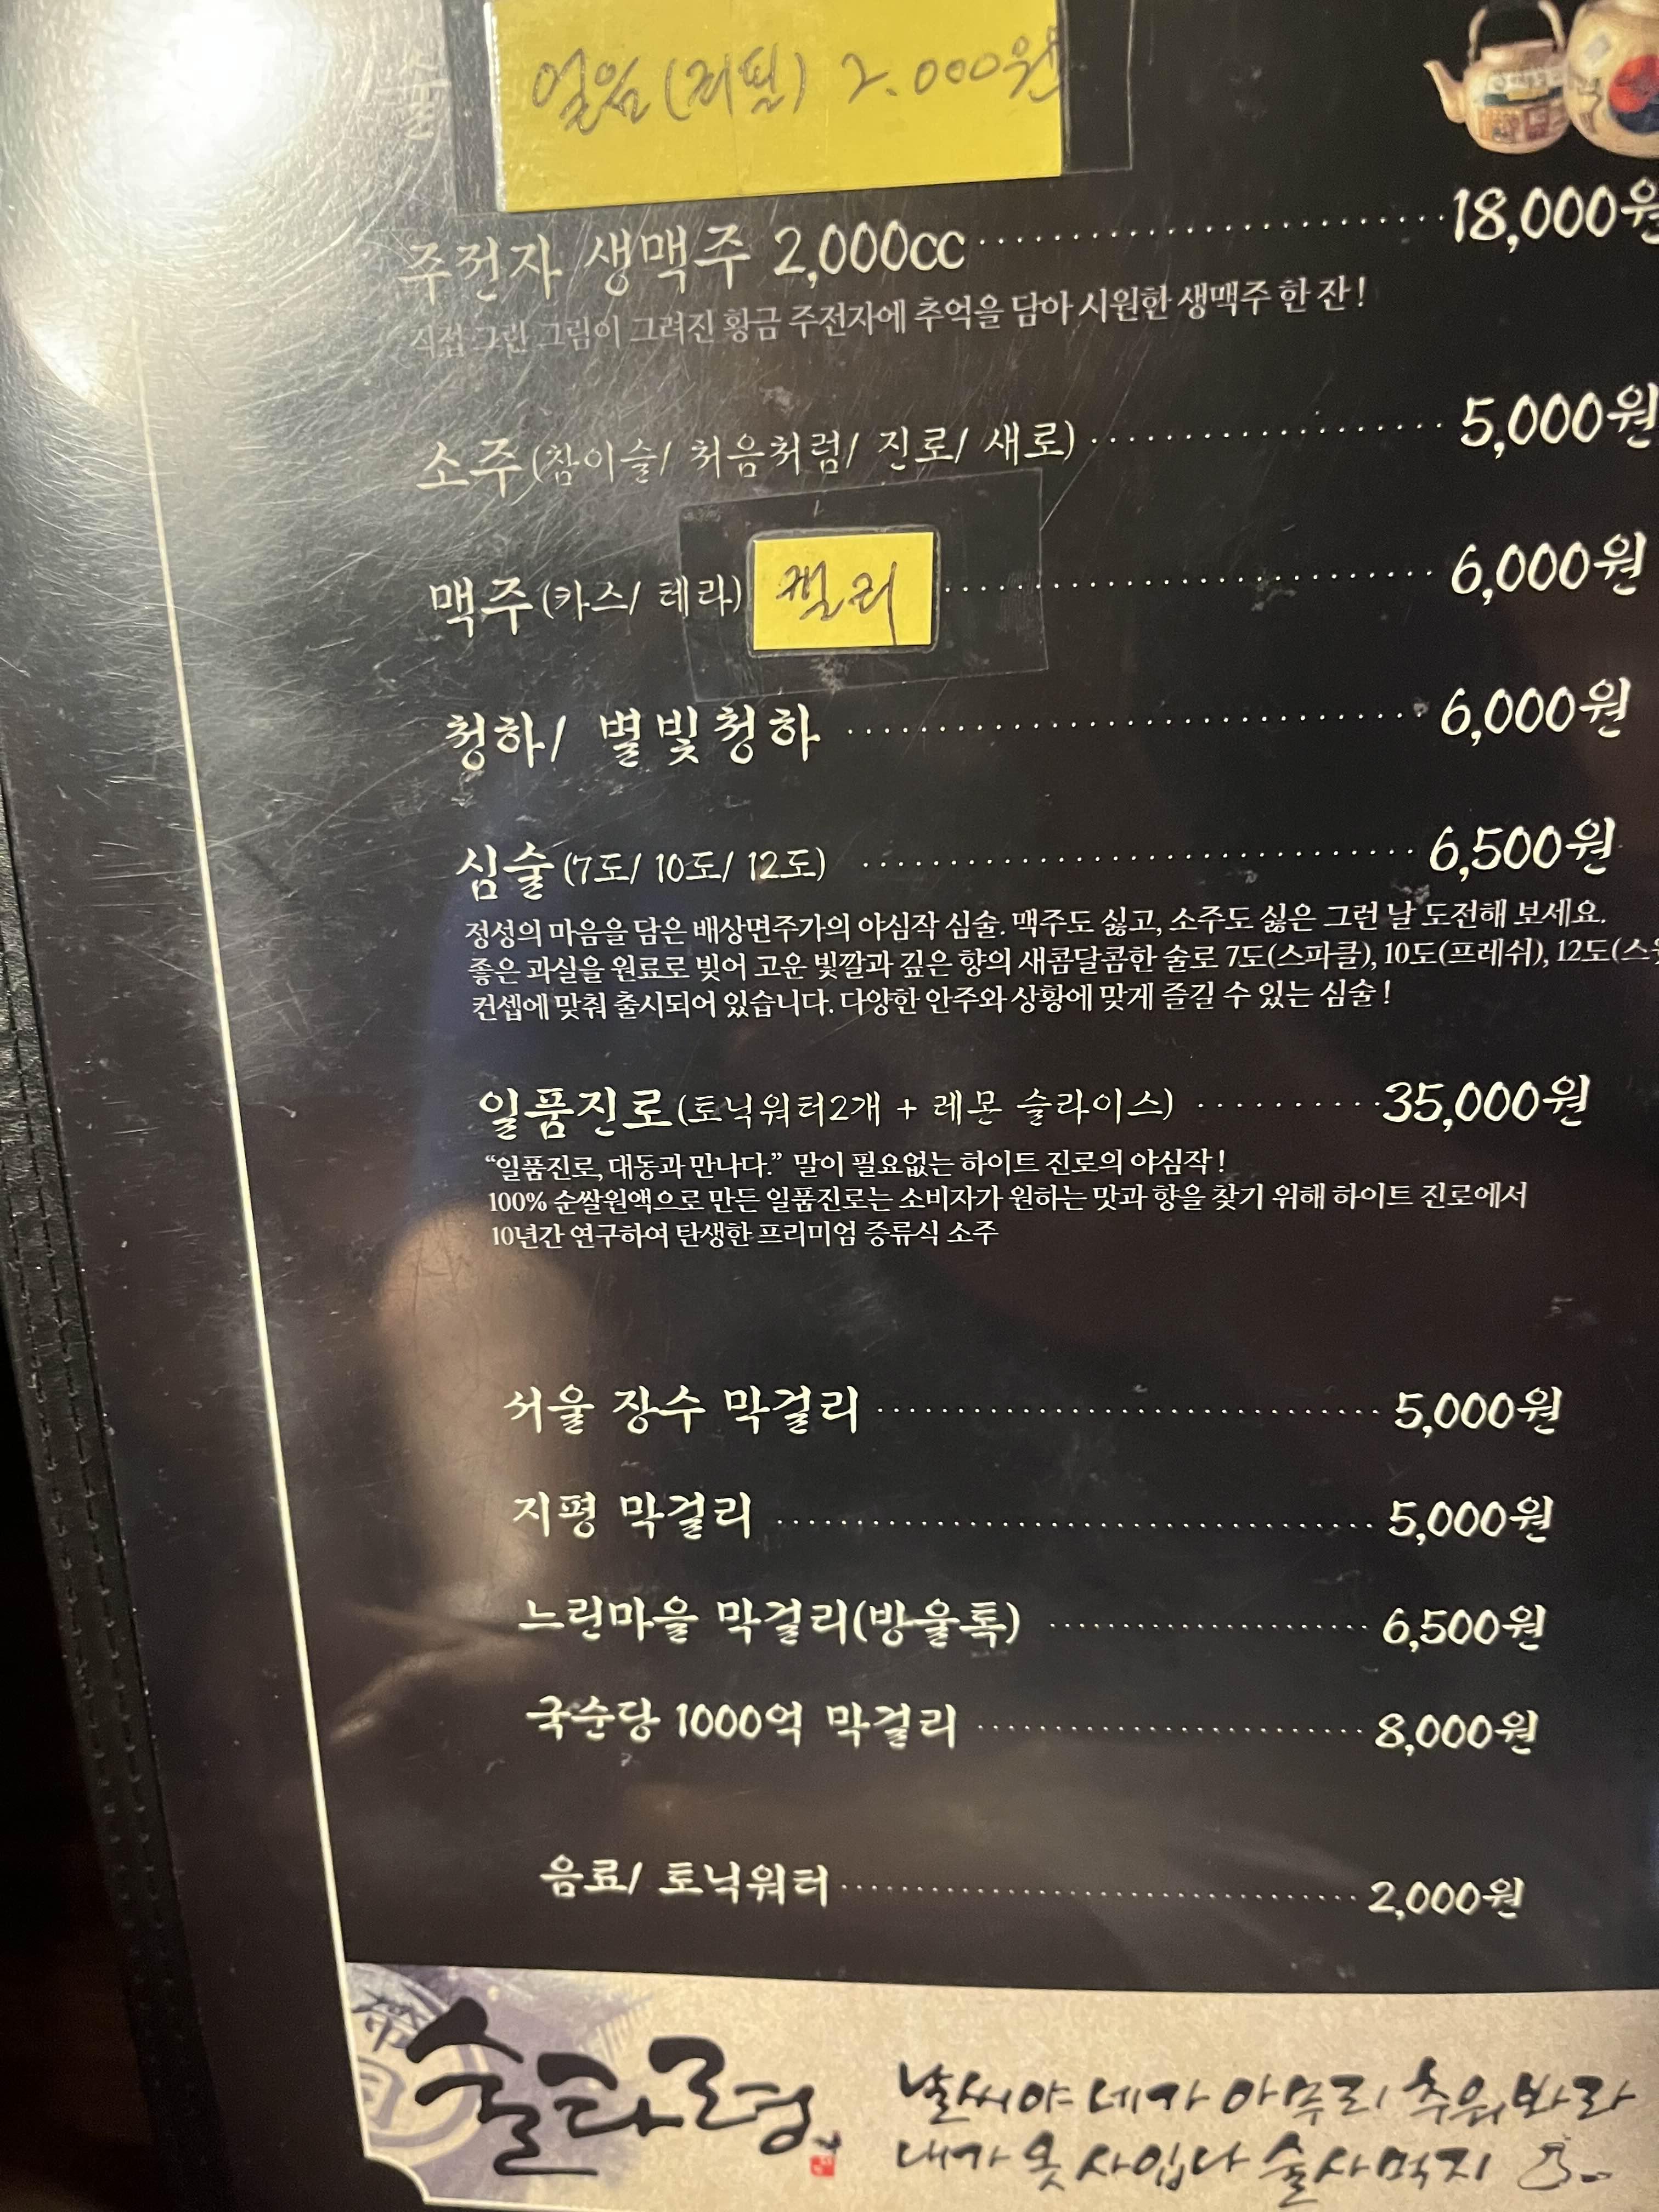 술
얼음(리필) 2.000원
주전자 생맥주 2,000cc 18,000원
직접 그린 그림이 그려진 황금 주전자에 추억을 담아 시원한 생맥주 한 잔!
소주(참이슬/ 처음처럼/ 진로/ 새로) 5,000원
맥주(카스/ 테라) 켈리 6,000원
청하/ 별빛청하 6,000원
심술(7도/ 10도/ 12도) 6,500원
정성의 마음을 담은 배상면주가의 야심작 심술. 맥주도 싫고, 소주도 싫은 그런 날 도전해 보세요.
좋은 과실을 원료로 빚어 고운 빛깔과 깊은 향의 새콤달콤한 술로 7도(스파클), 10도(프레쉬), 12도(스
컨셉에 맞춰 출시되어 있습니다. 다양한 안주와 상황에 맞게 즐길 수 있는 심술!
일품진로(토닉워터2개 + 레몬 슬라이스) 35,000원
“일품진로, 대동과 만나다.” 말이 필요없는 하이트 진로의 야심작!
100% 순쌀원액으로 만든 일품진로는 소비자가 원하는 맛과 향을 찾기 위해 하이트 진로에서
10년간 연구하여 탄생한 프리미엄 증류식 소주
서울 장수 막걸리 5,000원
지평 막걸리 5,000원
느린마을 막걸리(방울톡) 6,500원
국순당 1000억 막걸리 8,000원
음료/ 토닉워터 2,000원
술타령
날씨야 네가 아무리 추워봐라
내가 옷 사입나 술사먹지